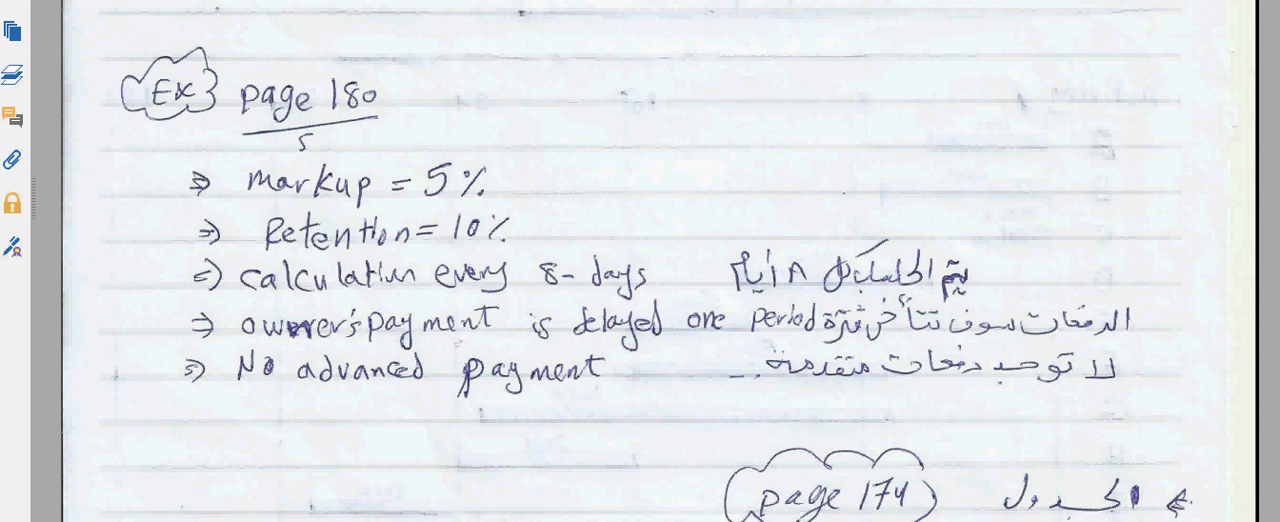 Ex page 180
5
⇒ markup = 5%
⇒ Retention = 10%
⇒ calculation every 8-days يتم الحساب كل ٨ أيام
⇒ owner's payment is delayed one period الدفعات سوف تتأخر فترة
⇒ No advanced payment لا توجد دفعات متقدمة
page 174 الجدول